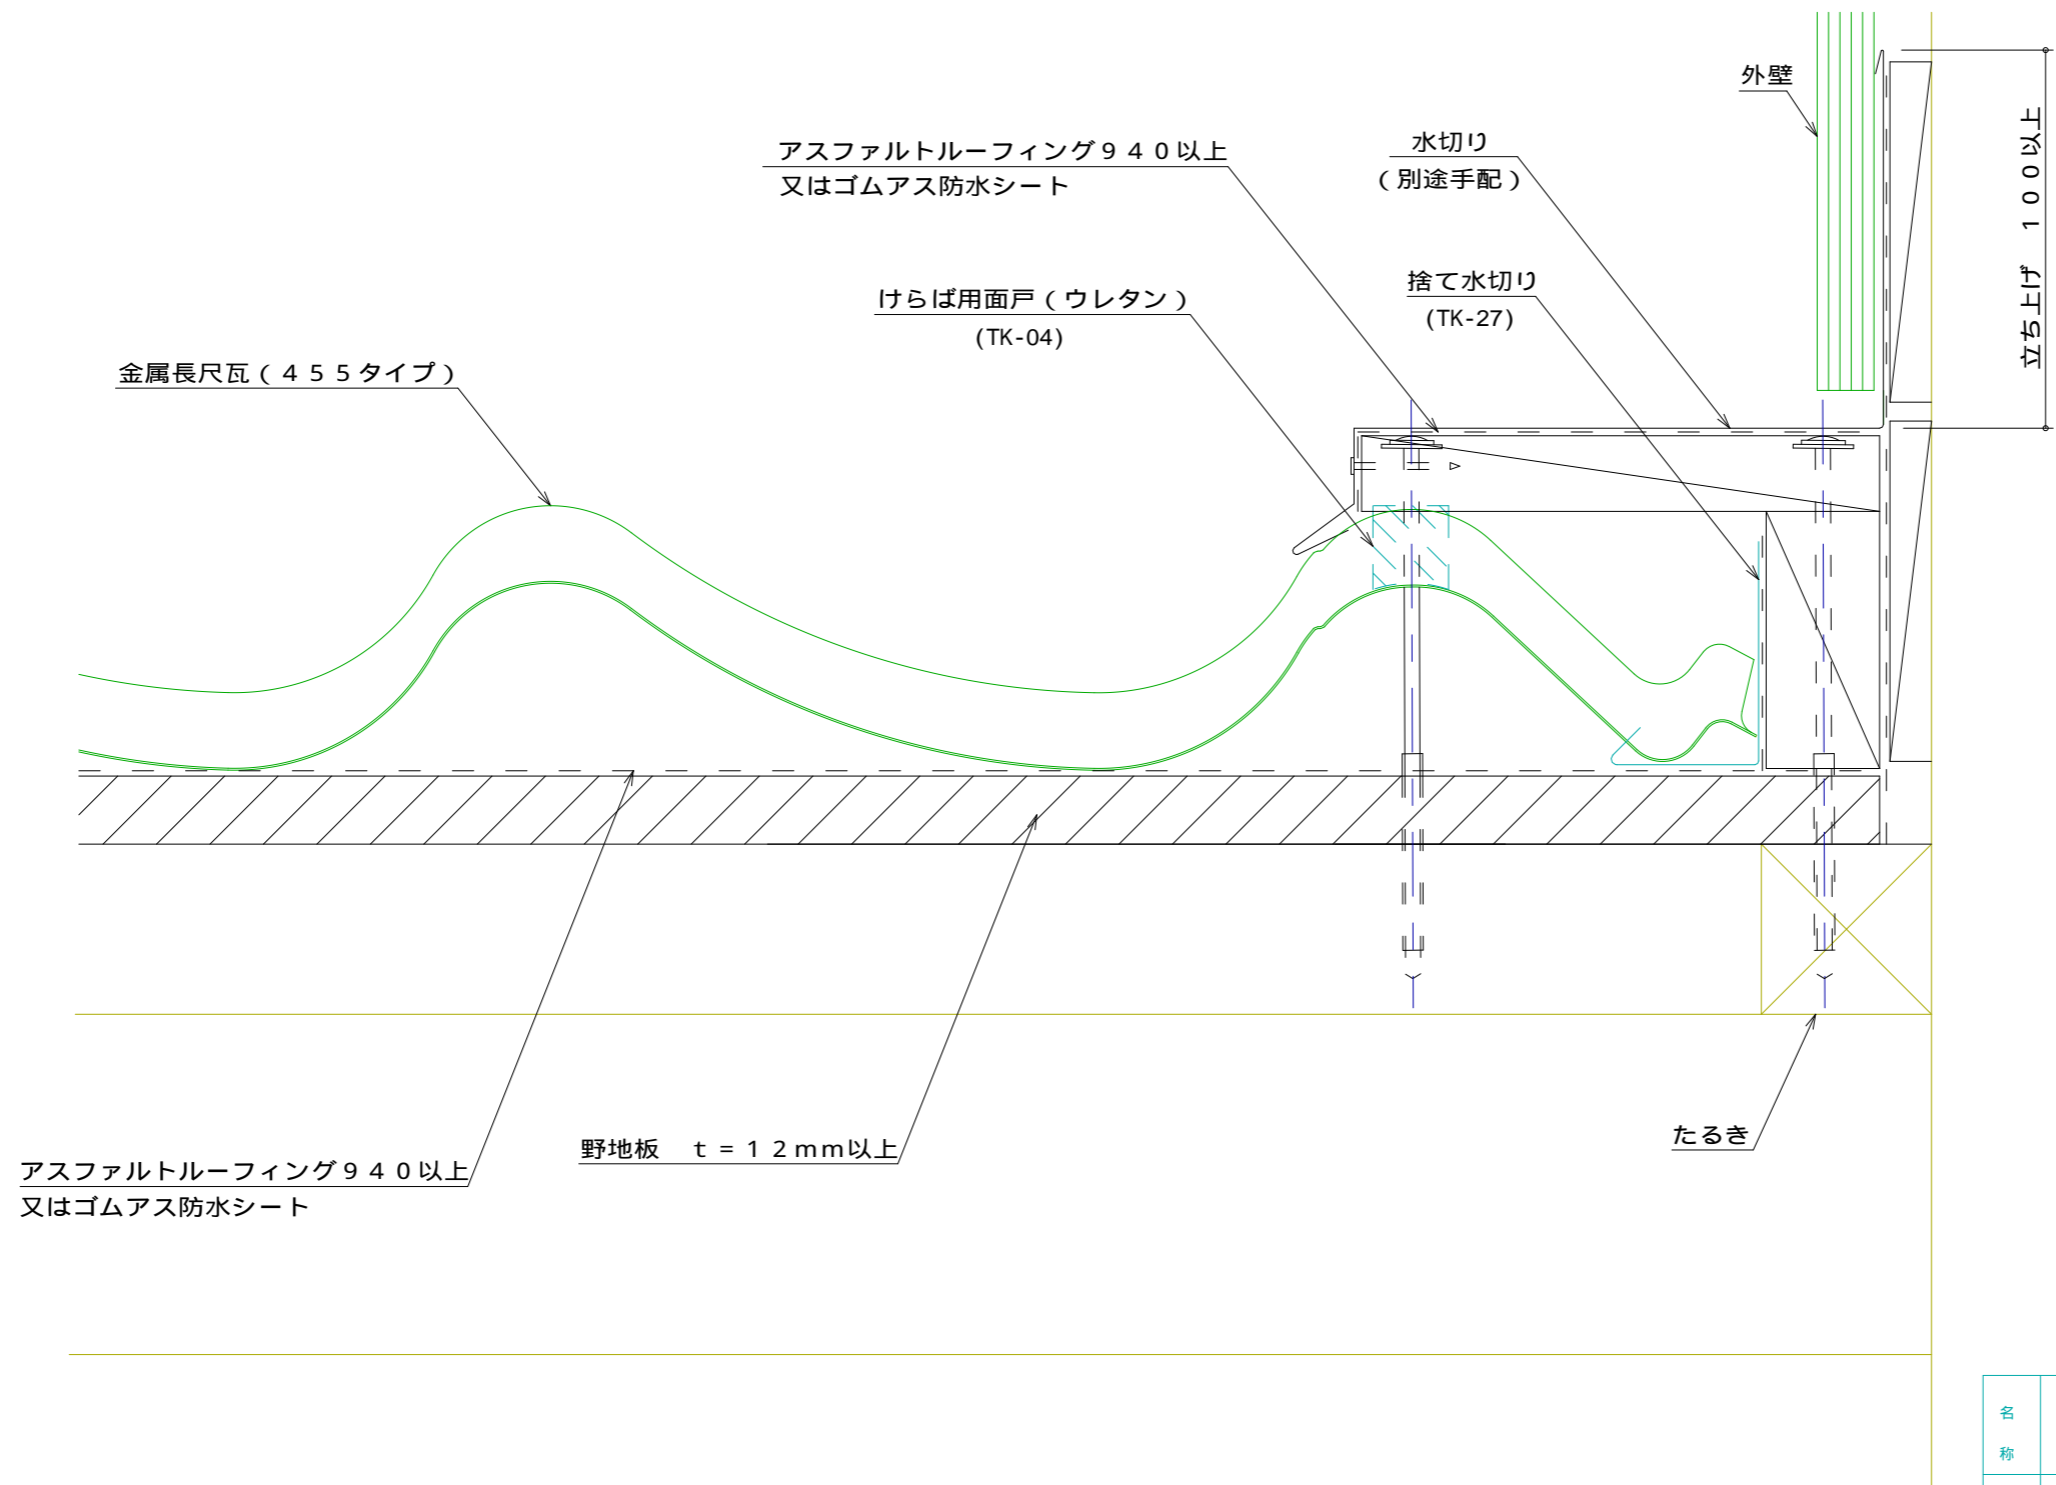 外壁
アスファルトルーフィング９４０以上
又はゴムアス防水シート
水切り
（別途手配）
けらば用面戸（ウレタン）
(TK-04)
捨て水切り
(TK-27)
立ち上げ　１００以上
金属長尺瓦（４５５タイプ）
たるき
野地板　ｔ＝１２ｍｍ以上
アスファルトルーフィング９４０以上
又はゴムアス防水シート
名
称